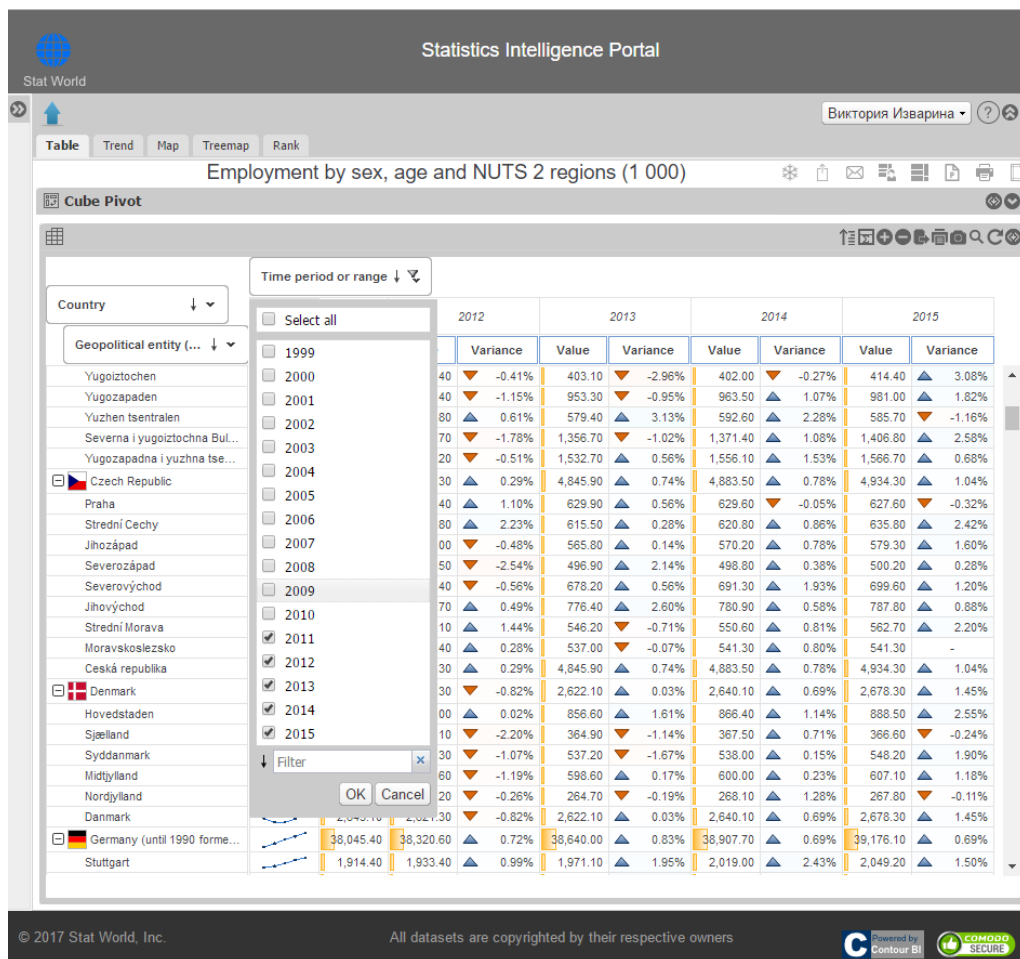 Statistics Intelligence Portal
Stat World
Виктория Изварина
?
Table Trend Map Treemap Rank
Employment by sex, age and NUTS 2 regions (1 000)
Cube Pivot
Time period or range
Country
Geopolitical entity (...
Select all
1999
2000
2001
2002
2003
2004
2005
2006
2007
2008
2009
2010
2011
2012
2013
2014
2015
Filter
OK Cancel
2012 2013 2014 2015
Variance Value Variance Value Variance Value Variance
Yugoiztochen 40 -0.41% 403.10 -2.96% 402.00 -0.27% 414.40 3.08%
Yugozapaden 40 -1.15% 953.30 -0.95% 963.50 1.07% 981.00 1.82%
Yuzhen tsentralen 80 0.61% 579.40 3.13% 592.60 2.28% 585.70 -1.16%
Severna i yugoiztochna Bul... 70 -1.78% 1,356.70 -1.02% 1,371.40 1.08% 1,406.80 2.58%
Yugozapadna i yuzhna tse... 20 -0.51% 1,532.70 0.56% 1,556.10 1.53% 1,566.70 0.68%
Czech Republic 30 0.29% 4,845.90 0.74% 4,883.50 0.78% 4,934.30 1.04%
Praha 40 1.10% 629.90 0.56% 629.60 -0.05% 627.60 -0.32%
Strední Cechy 80 2.23% 615.50 0.28% 620.80 0.86% 635.80 2.42%
Jihozápad 00 -0.48% 565.80 0.14% 570.20 0.78% 579.30 1.60%
Severozápad 50 -2.54% 496.90 2.14% 498.80 0.38% 500.20 0.28%
Severovýchod 40 -0.56% 678.20 0.56% 691.30 1.93% 699.60 1.20%
Jihovýchod 70 0.49% 776.40 2.60% 780.90 0.58% 787.80 0.88%
Strední Morava 10 1.44% 546.20 -0.71% 550.60 0.81% 562.70 2.20%
Moravskoslezsko 40 0.28% 537.00 -0.07% 541.30 0.80% 541.30 -
Ceská republika 30 0.29% 4,845.90 0.74% 4,883.50 0.78% 4,934.30 1.04%
Denmark 30 -0.82% 2,622.10 0.03% 2,640.10 0.69% 2,678.30 1.45%
Hovedstaden 00 0.02% 856.60 1.61% 866.40 1.14% 888.50 2.55%
Sjælland 10 -2.20% 364.90 -1.14% 367.50 0.71% 366.60 -0.24%
Syddanmark 30 -1.07% 537.20 -1.67% 538.00 0.15% 548.20 1.90%
Midtjylland 60 -1.19% 598.60 0.17% 600.00 0.23% 607.10 1.18%
Nordjylland 20 -0.26% 264.70 -0.19% 268.10 1.28% 267.80 -0.11%
Danmark -0.82% 2,622.10 0.03% 2,640.10 0.69% 2,678.30 1.45%
Germany (until 1990 forme... 38,045.40 38,320.60 0.72% 38,640.00 0.83% 38,907.70 0.69% 39,176.10 0.69%
Stuttgart 1,914.40 1,933.40 0.99% 1,971.10 1.95% 2,019.00 2.43% 2,049.20 1.50%
© 2017 Stat World, Inc. All datasets are copyrighted by their respective owners
Powered by
Contour BI
COMODO
SECURE